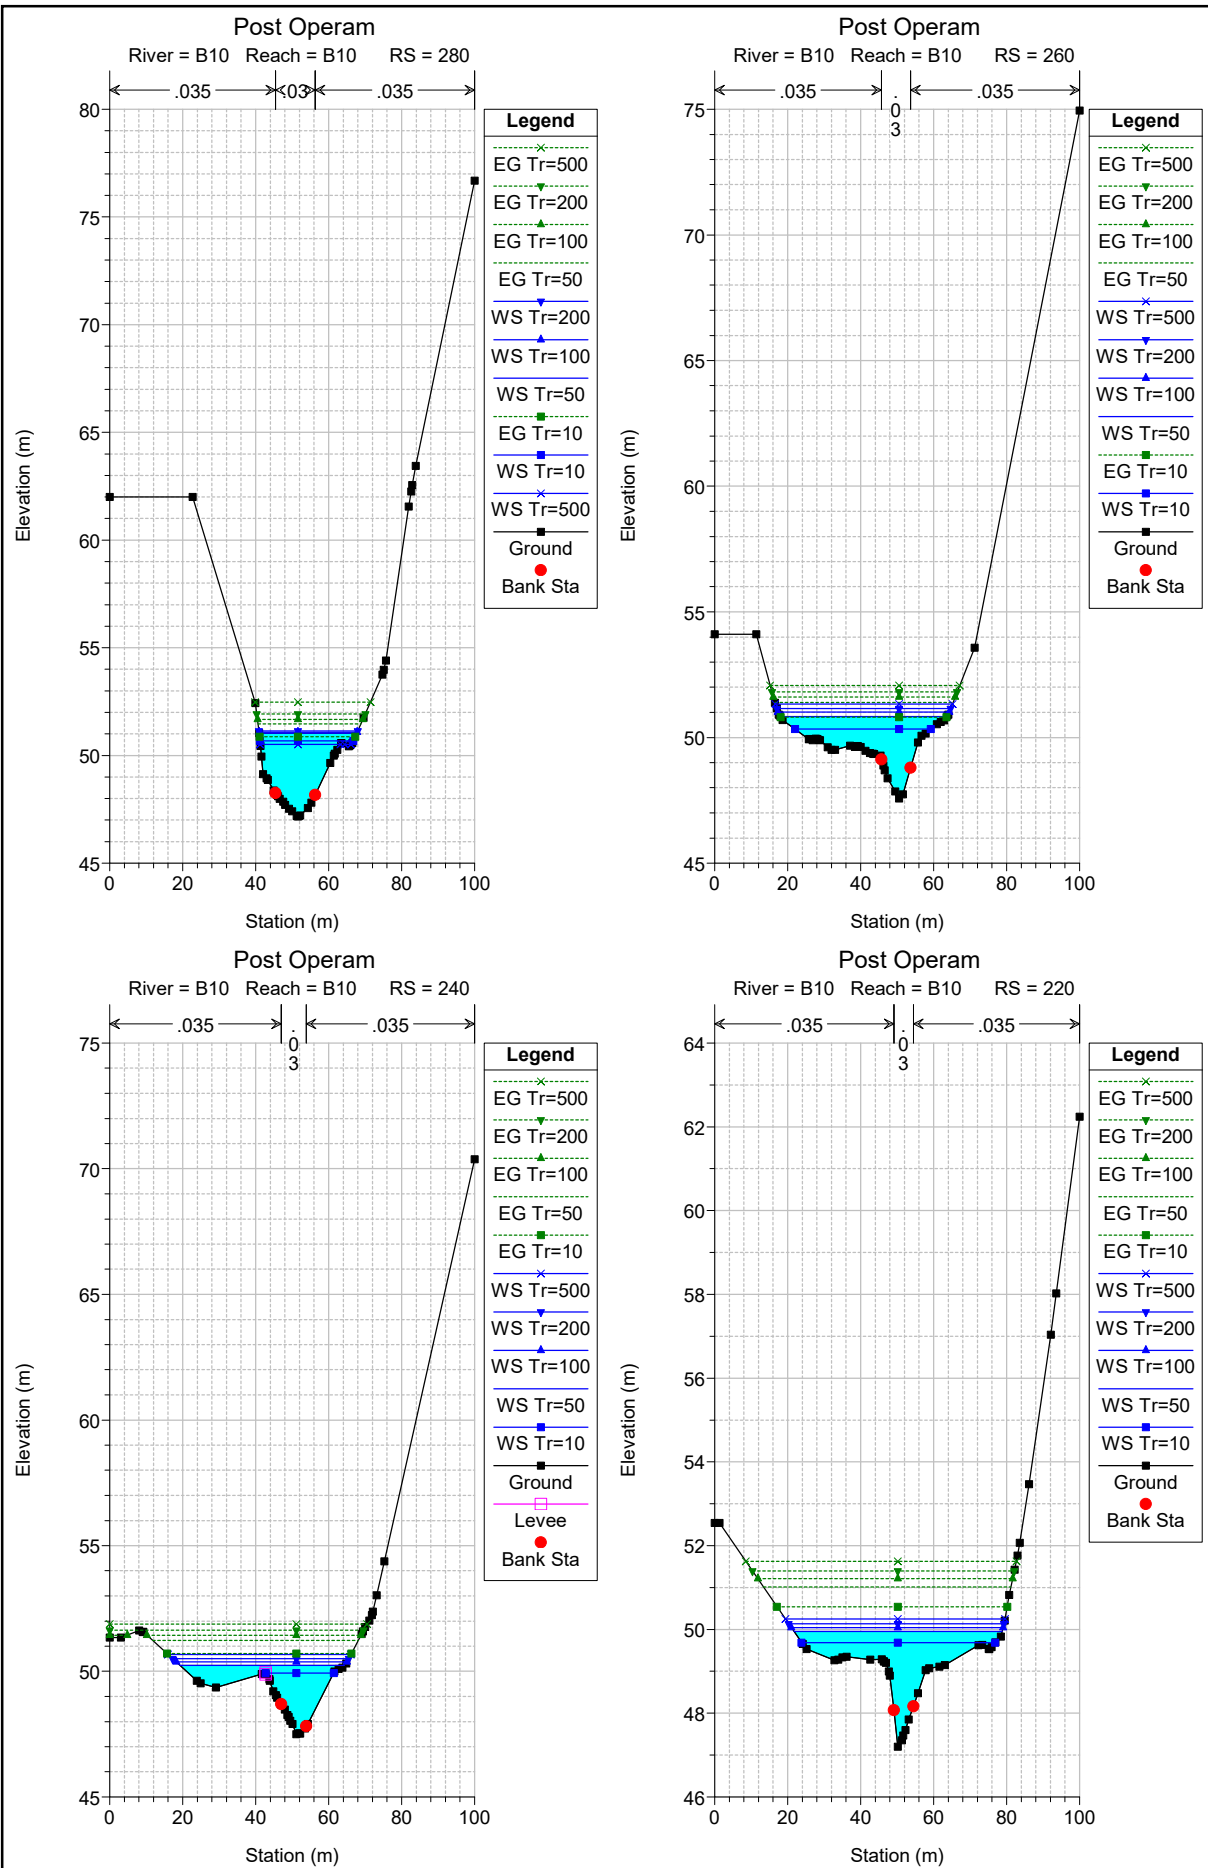 Post Operam
River = B10 Reach = B10 RS = 280
.035 .03 .035
80
75
70
65
60
55
50
45
0 20 40 60 80 100
Elevation (m)
Station (m)
Legend
EG Tr=500
EG Tr=200
EG Tr=100
EG Tr=50
WS Tr=200
WS Tr=100
WS Tr=50
EG Tr=10
WS Tr=10
WS Tr=500
Ground
Bank Sta
Post Operam
River = B10 Reach = B10 RS = 260
.035 .03 .035
75
70
65
60
55
50
45
0 20 40 60 80 100
Elevation (m)
Station (m)
Legend
EG Tr=500
EG Tr=200
EG Tr=100
EG Tr=50
WS Tr=500
WS Tr=200
WS Tr=100
WS Tr=50
EG Tr=10
WS Tr=10
Ground
Bank Sta
Post Operam
River = B10 Reach = B10 RS = 240
.035 .03 .035
75
70
65
60
55
50
45
0 20 40 60 80 100
Elevation (m)
Station (m)
Legend
EG Tr=500
EG Tr=200
EG Tr=100
EG Tr=50
EG Tr=10
WS Tr=500
WS Tr=200
WS Tr=100
WS Tr=50
WS Tr=10
Ground
Levee
Bank Sta
Post Operam
River = B10 Reach = B10 RS = 220
.035 .03 .035
64
62
60
58
56
54
52
50
48
46
0 20 40 60 80 100
Elevation (m)
Station (m)
Legend
EG Tr=500
EG Tr=200
EG Tr=100
EG Tr=50
EG Tr=10
WS Tr=500
WS Tr=200
WS Tr=100
WS Tr=50
WS Tr=10
Ground
Bank Sta